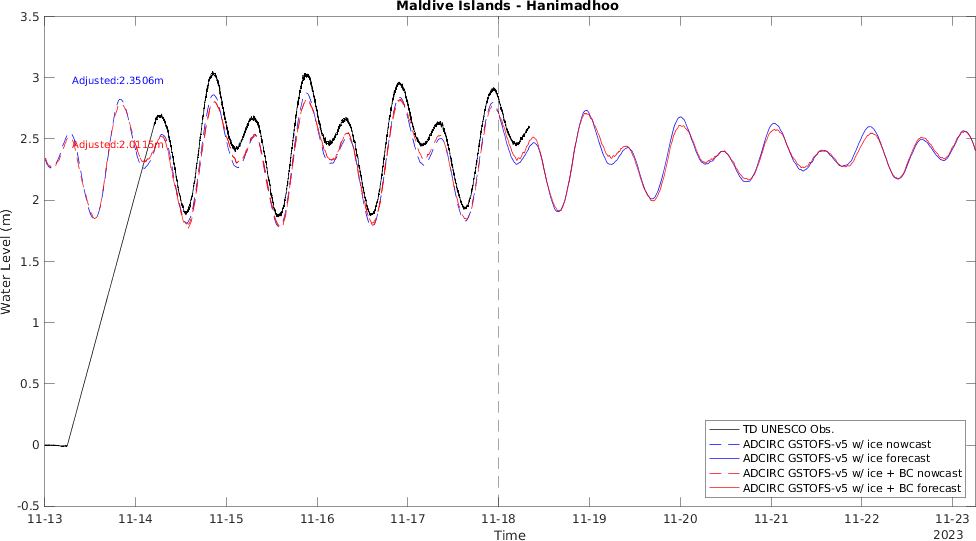 Maldive Islands - Hanimadhoo
3.5
3
2.5
2
1.5
1
0.5
0
-0.5
Water Level (m)
Adjusted:2.3506m
Adjusted:2.0115m
TD UNESCO Obs.
ADCIRC GSTOFS-v5 w/ ice nowcast
ADCIRC GSTOFS-v5 w/ ice forecast
ADCIRC GSTOFS-v5 w/ ice + BC nowcast
ADCIRC GSTOFS-v5 w/ ice + BC forecast
11-13 11-14 11-15 11-16 11-17 11-18 11-19 11-20 11-21 11-22 11-23
Time
2023